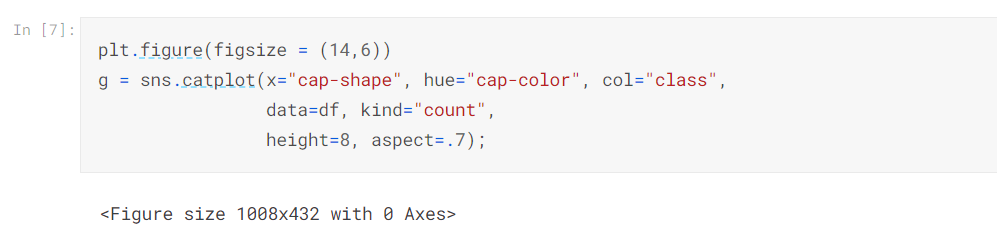 In [7]:
plt.figure(figsize = (14,6))
g = sns.catplot(x="cap-shape", hue="cap-color", col="class",
data=df, kind="count",
height=8, aspect=.7);
<Figure size 1008x432 with 0 Axes>